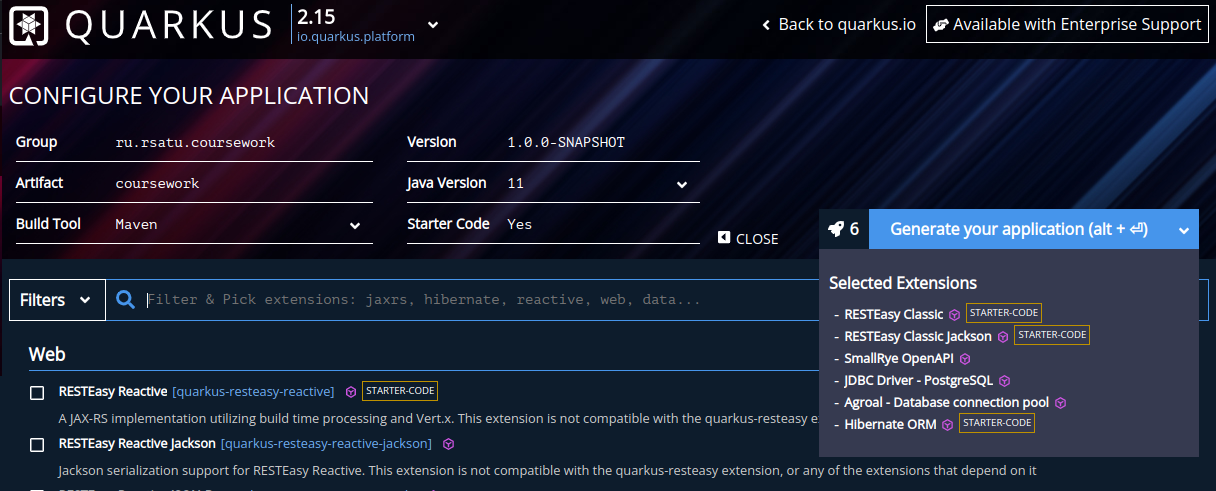 QUARKUS
2.15
io.quarkus.platform
Back to quarkus.io
Available with Enterprise Support
CONFIGURE YOUR APPLICATION
Group ru.rsatu.coursework
Version 1.0.0-SNAPSHOT
Artifact coursework
Java Version 11
Build Tool Maven
Starter Code Yes
CLOSE
6
Generate your application (alt + ⏎)
Filters
Filter & Pick extensions: jaxrs, hibernate, reactive, web, data...
Selected Extensions
- RESTEasy Classic STARTER-CODE
- RESTEasy Classic Jackson STARTER-CODE
- SmallRye OpenAPI
- JDBC Driver - PostgreSQL
- Agroal - Database connection pool
- Hibernate ORM STARTER-CODE
Web
RESTEasy Reactive [quarkus-resteasy-reactive] STARTER-CODE
A JAX-RS implementation utilizing build time processing and Vert.x. This extension is not compatible with the quarkus-resteasy
RESTEasy Reactive Jackson [quarkus-resteasy-reactive-jackson]
Jackson serialization support for RESTEasy Reactive. This extension is not compatible with the quarkus-resteasy extension, or any of the extensions that depend on it